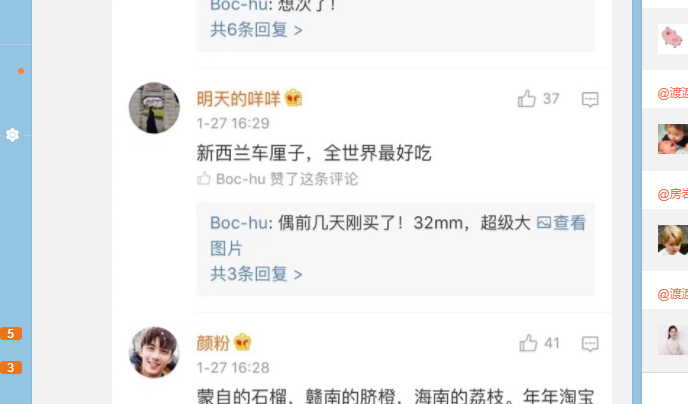 Boc-hu: 想次了！
共6条回复 >
明天的咩咩
37
1-27 16:29
新西兰车厘子，全世界最好吃
Boc-hu 赞了这条评论
Boc-hu: 偶前几天刚买了！32mm，超级大 查看
图片
共3条回复 >
颜粉
41
1-27 16:28
蒙自的石榴，赣南的脐橙，海南的荔枝。年年淘宝
5
3
@渡
@房
@渡